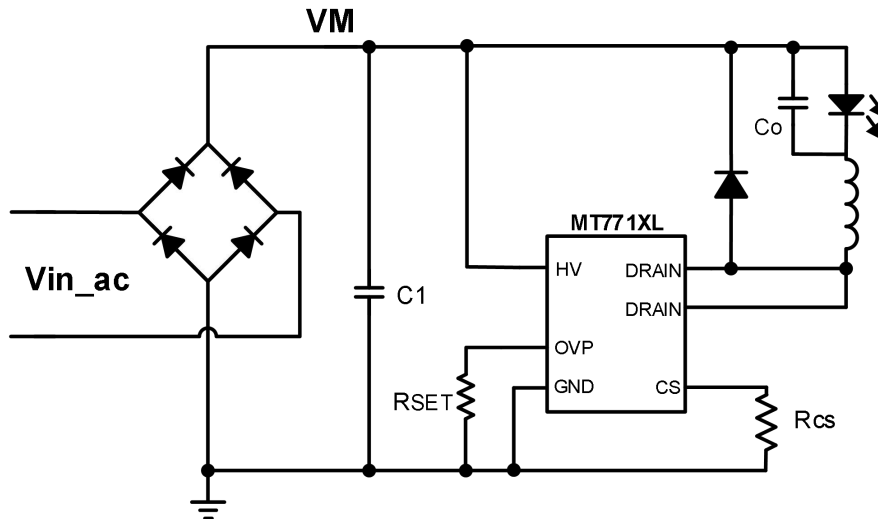 VM
Co
MT771XL
HV
DRAIN
Vin_ac
C1
DRAIN
OVP
RSET
GND
CS
Rcs